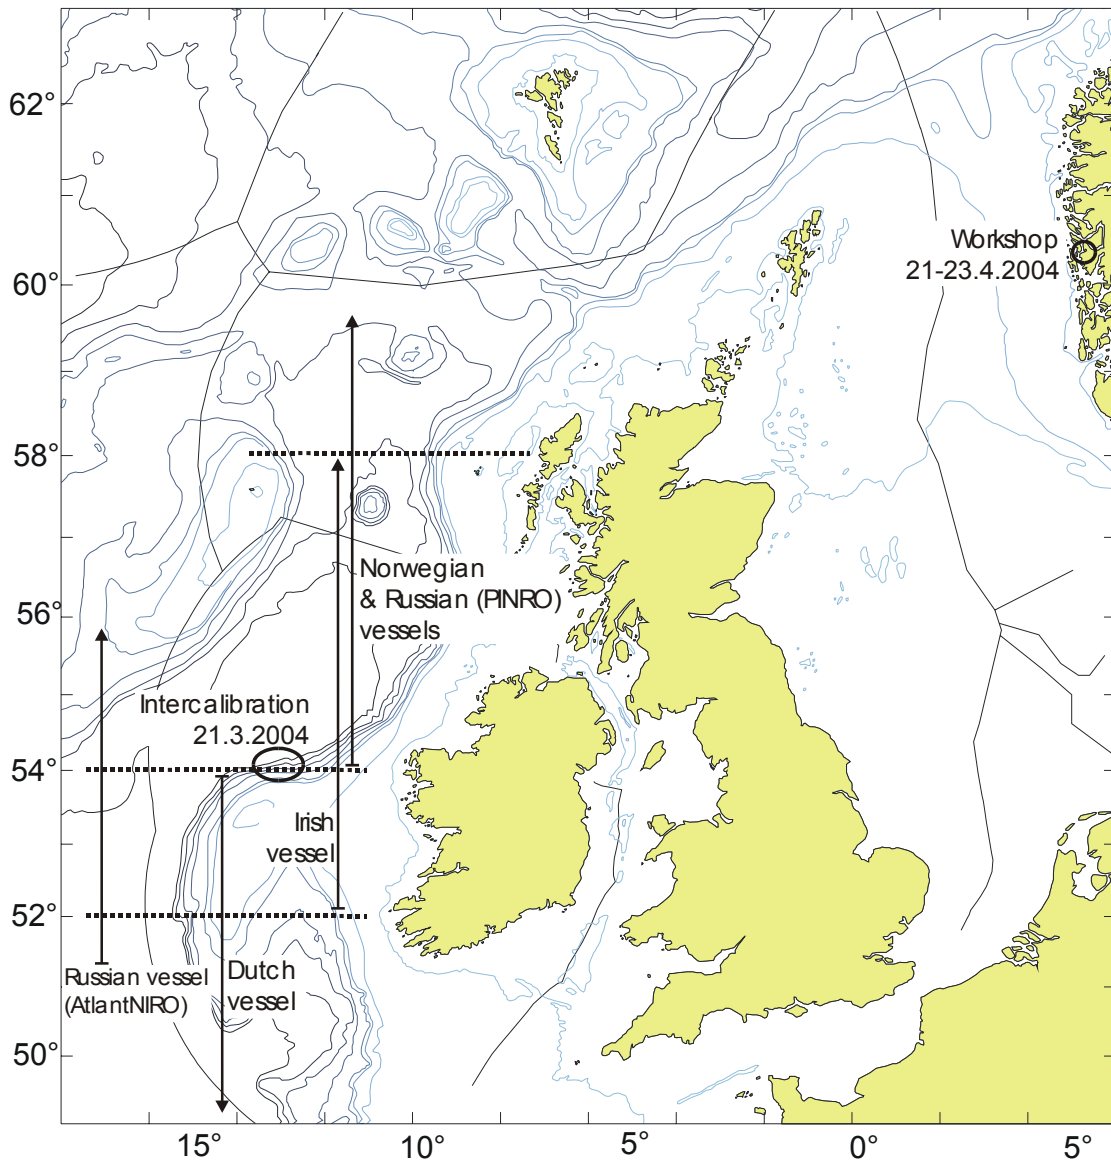 62°
Workshop
21-23.4.2004
60°
58°
Norwegian
& Russian (PINRO)
vessels
56°
Intercalibration
21.3.2004
54°
Irish
vessel
52°
Russian vessel
(AtlantNIRO)
Dutch
vessel
50°
15°
10°
5°
0°
5°